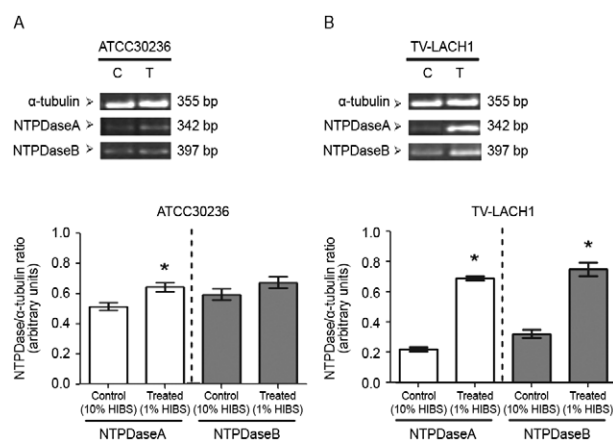 A
ATCC30236
C T
α-tubulin 355 bp
NTPDaseA 342 bp
NTPDaseB 397 bp
ATCC30236
NTPDase/α-tubulin ratio
(arbitrary units)
1.0
0.8
0.6
0.4
0.2
0.0
*
Control Treated Control Treated
(10% HIBS) (1% HIBS) (10% HIBS) (1% HIBS)
NTPDaseA NTPDaseB
B
TV-LACH1
C T
α-tubulin 355 bp
NTPDaseA 342 bp
NTPDaseB 397 bp
TV-LACH1
NTPDase/α-tubulin ratio
(arbitrary units)
1.0
0.8
0.6
0.4
0.2
0.0
* *
Control Treated Control Treated
(10% HIBS) (1% HIBS) (10% HIBS) (1% HIBS)
NTPDaseA NTPDaseB